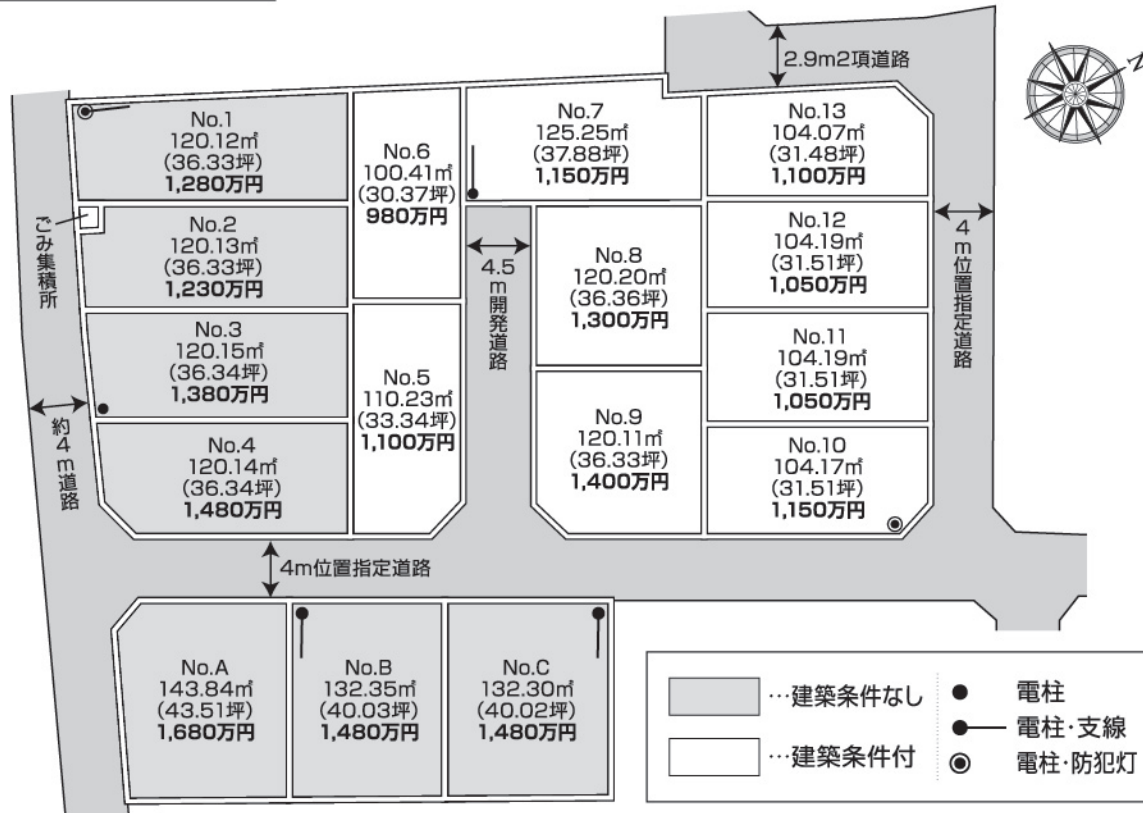 2.9m2項道路
N
No.1
120.12㎡
(36.33坪)
1,280万円
No.6
100.41㎡
(30.37坪)
980万円
No.7
125.25㎡
(37.88坪)
1,150万円
No.13
104.07㎡
(31.48坪)
1,100万円
ごみ集積所
No.2
120.13㎡
(36.33坪)
1,230万円
4.5m開発道路
No.8
120.20㎡
(36.36坪)
1,300万円
No.12
104.19㎡
(31.51坪)
1,050万円
4m位置指定道路
No.3
120.15㎡
(36.34坪)
1,380万円
No.5
110.23㎡
(33.34坪)
1,100万円
No.11
104.19㎡
(31.51坪)
1,050万円
約4m道路
No.4
120.14㎡
(36.34坪)
1,480万円
No.9
120.11㎡
(36.33坪)
1,400万円
No.10
104.17㎡
(31.51坪)
1,150万円
4m位置指定道路
No.A
143.84㎡
(43.51坪)
1,680万円
No.B
132.35㎡
(40.03坪)
1,480万円
No.C
132.30㎡
(40.02坪)
1,480万円
…建築条件なし
…建築条件付
電柱
電柱・支線
電柱・防犯灯